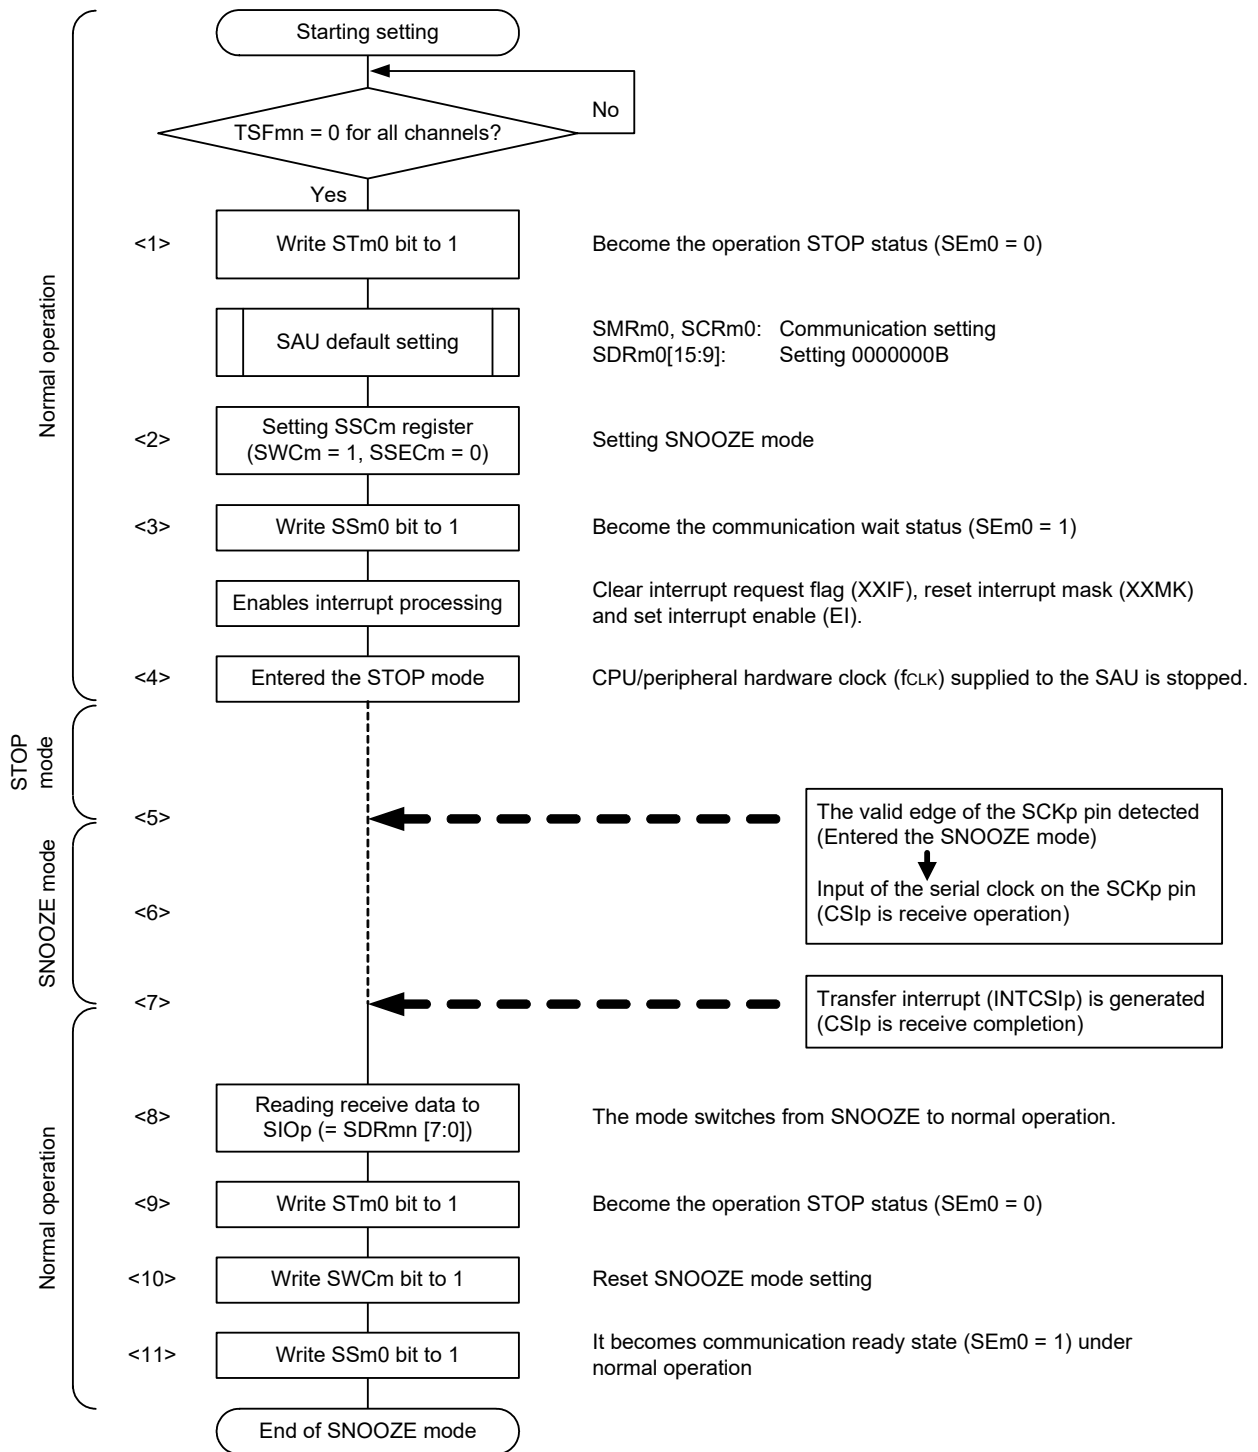 Starting setting
No
TSFmn = 0 for all channels?
Yes
Normal operation
<1>
Write STm0 bit to 1
Become the operation STOP status (SEm0 = 0)
SAU default setting
SMRm0, SCRm0: Communication setting
SDRm0[15:9]: Setting 0000000B
<2>
Setting SSCm register
(SWCm = 1, SSECm = 0)
Setting SNOOZE mode
<3>
Write SSm0 bit to 1
Become the communication wait status (SEm0 = 1)
Enables interrupt processing
Clear interrupt request flag (XXIF), reset interrupt mask (XXMK)
and set interrupt enable (EI).
<4>
Entered the STOP mode
CPU/peripheral hardware clock (fCLK) supplied to the SAU is stopped.
STOP
mode
<5>
The valid edge of the SCKp pin detected
(Entered the SNOOZE mode)
Input of the serial clock on the SCKp pin
(CSIp is receive operation)
SNOOZE mode
<6>
<7>
Transfer interrupt (INTCSIp) is generated
(CSIp is receive completion)
Normal operation
<8>
Reading receive data to
SIOp (= SDRmn [7:0])
The mode switches from SNOOZE to normal operation.
<9>
Write STm0 bit to 1
Become the operation STOP status (SEm0 = 0)
<10>
Write SWCm bit to 1
Reset SNOOZE mode setting
<11>
Write SSm0 bit to 1
It becomes communication ready state (SEm0 = 1) under
normal operation
End of SNOOZE mode